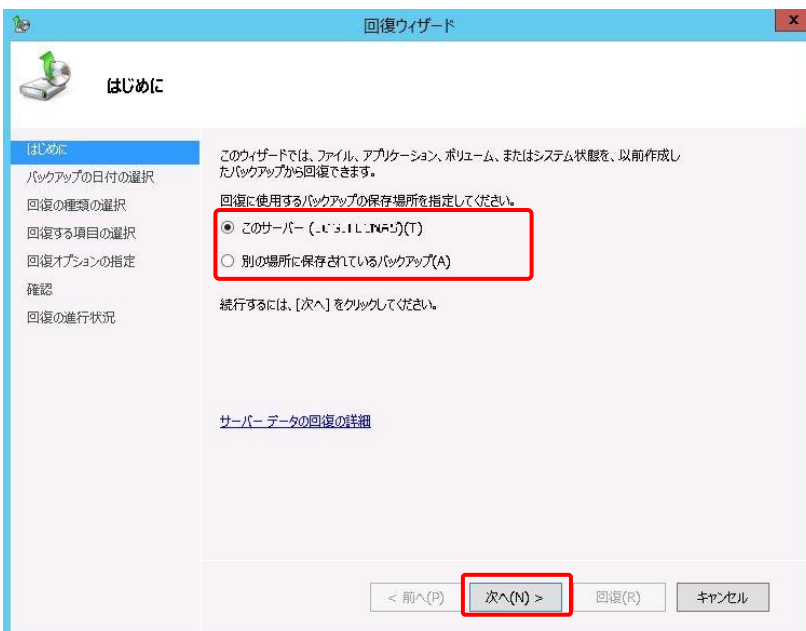 回復ウィザード
x
はじめに
はじめに
バックアップの日付の選択
回復の種類の選択
回復する項目の選択
回復オプションの指定
確認
回復の進行状況
このウィザードでは、ファイル、アプリケーション、ボリューム、またはシステム状態を、以前作成し
たバックアップから回復できます。
回復に使用するバックアップの保存場所を指定してください。
このサーバー ()(T)
別の場所に保存されているバックアップ(A)
続行するには、[次へ] をクリックしてください。
サーバー データの回復の詳細
< 前へ(P)
次へ(N) >
回復(R)
キャンセル